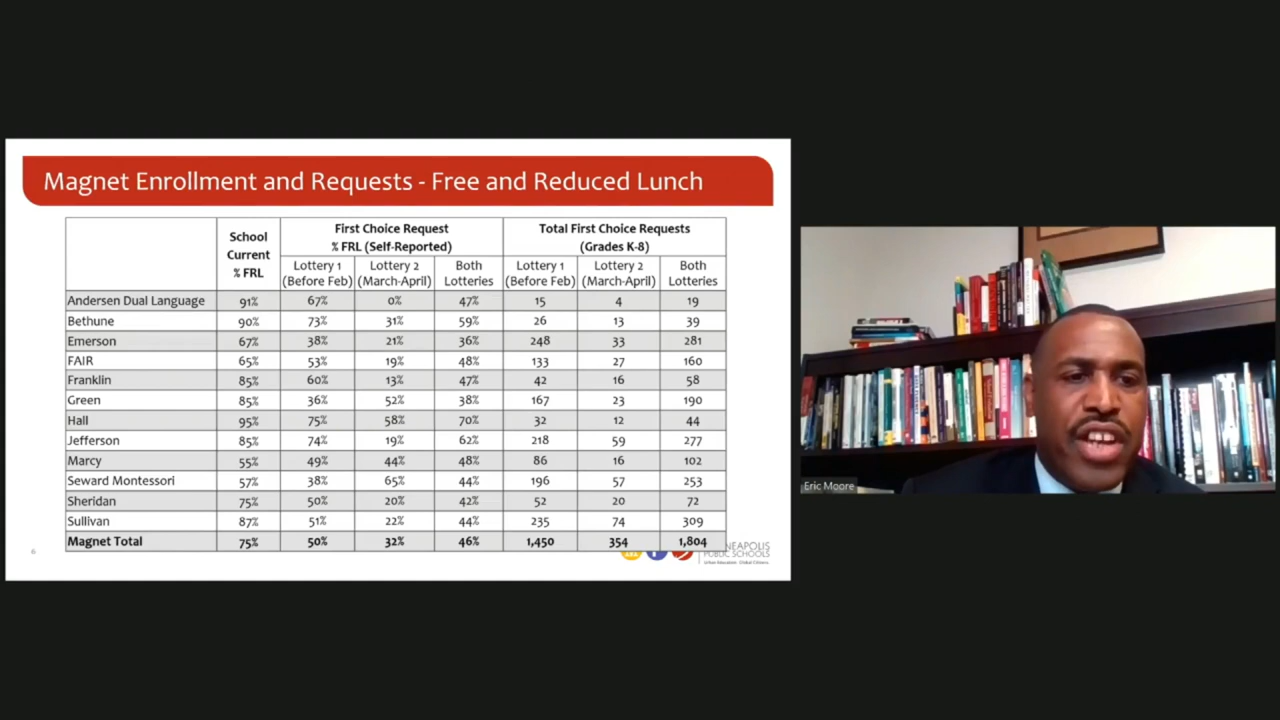 Magnet Enrollment and Requests - Free and Reduced Lunch
School Current % FRL
First Choice Request % FRL (Self-Reported)
Total First Choice Requests (Grades K-8)
Lottery 1 (Before Feb) Lottery 2 (March-April) Both Lotteries Lottery 1 (Before Feb) Lottery 2 (March-April) Both Lotteries
Andersen Dual Language 91% 67% 0% 47% 15 4 19
Bethune 90% 73% 31% 59% 26 13 39
Emerson 67% 38% 21% 36% 248 33 281
FAIR 65% 53% 19% 48% 133 27 160
Franklin 85% 60% 13% 47% 42 16 58
Green 85% 36% 52% 38% 167 23 190
Hall 95% 75% 58% 70% 32 12 44
Jefferson 85% 74% 19% 62% 218 59 277
Marcy 55% 49% 44% 48% 86 16 102
Seward Montessori 57% 38% 65% 44% 196 57 253
Sheridan 75% 50% 20% 42% 52 20 72
Sullivan 87% 51% 22% 44% 235 74 309
Magnet Total 75% 50% 32% 46% 1,450 354 1,804
6
NEAPOLIS
PUBLIC SCHOOLS
Urban Education. Global Citizens.
Eric Moore